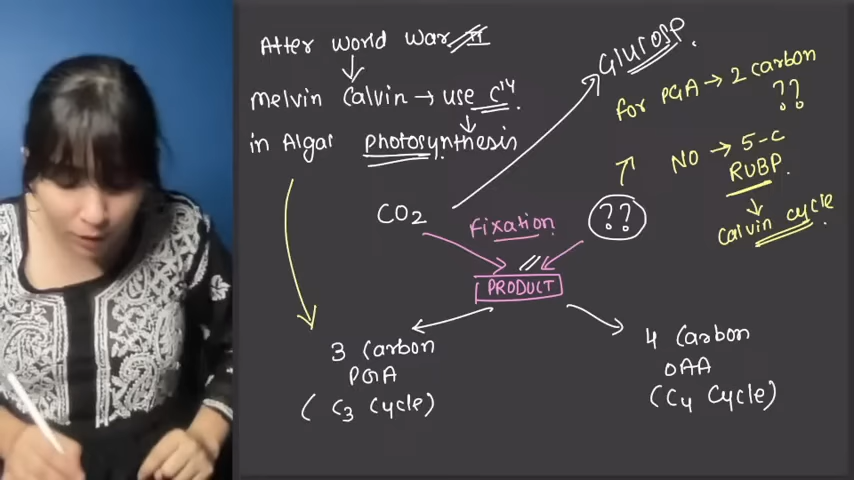 After world war II
melvin Calvin → use C14.
in Algae photosynthesis
CO2
Glucose.
Fixation
??
PRODUCT
for PGA → 2 carbon
??
NO → 5-C
RUBP.
Calvin cycle
3 Carbon
PGA
( C3 Cycle)
4 Carbon
OAA
(C4 Cycle)